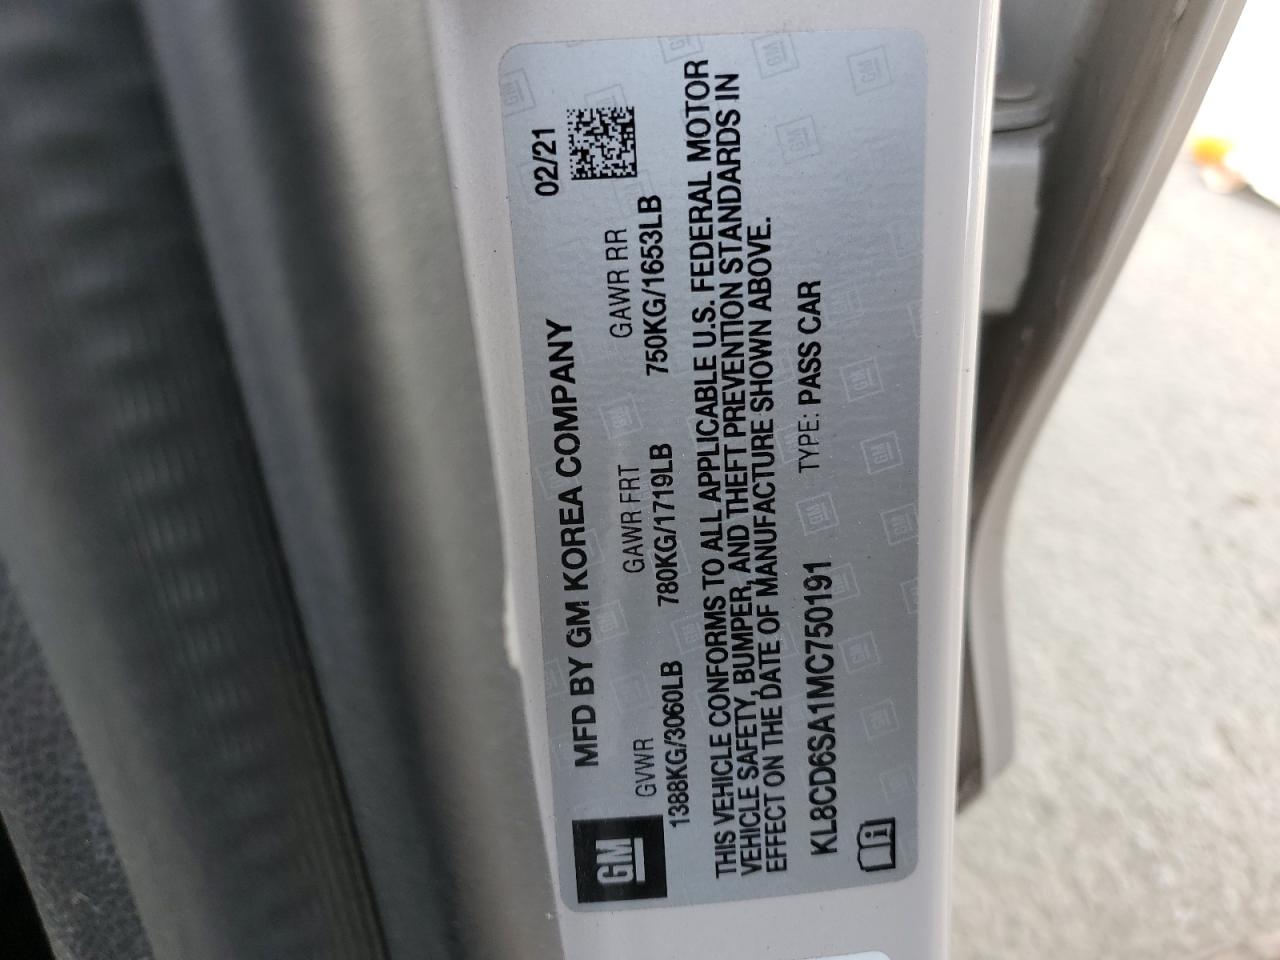 GM
MFD BY GM KOREA COMPANY
02/21
GVWR GAWR FRT GAWR RR
1388KG/3060LB 780KG/1719LB 750KG/1653LB
THIS VEHICLE CONFORMS TO ALL APPLICABLE U.S. FEDERAL MOTOR
VEHICLE SAFETY, BUMPER, AND THEFT PREVENTION STANDARDS IN
EFFECT ON THE DATE OF MANUFACTURE SHOWN ABOVE.
KL8CD6SA1MC750191 TYPE: PASS CAR